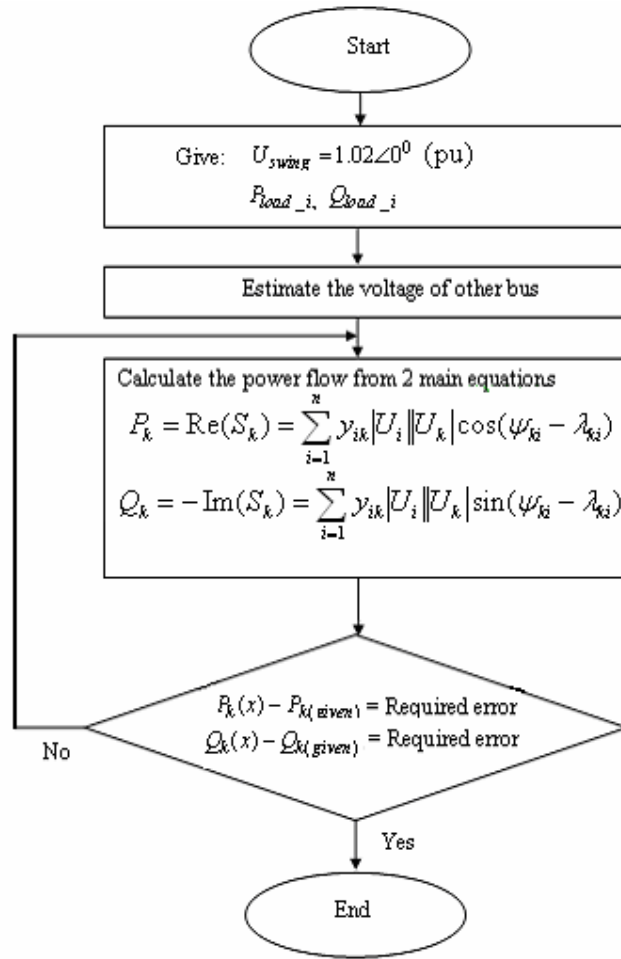 Start
Give: U_swing = 1.02∠0⁰ (pu)
P_load_i, Q_load_i
Estimate the voltage of other bus
Calculate the power flow from 2 main equations
P_k = Re(S_k) = ∑_{i-1}^{n} y_ik|U_i||U_k|cos(ψ_ki − λ_ki)
Q_k = −Im(S_k) = ∑_{i-1}^{n} y_ik|U_i||U_k|sin(ψ_ki − λ_ki)
P_k(x) − P_k(given) = Required error
Q_k(x) − Q_k(given) = Required error
No
Yes
End